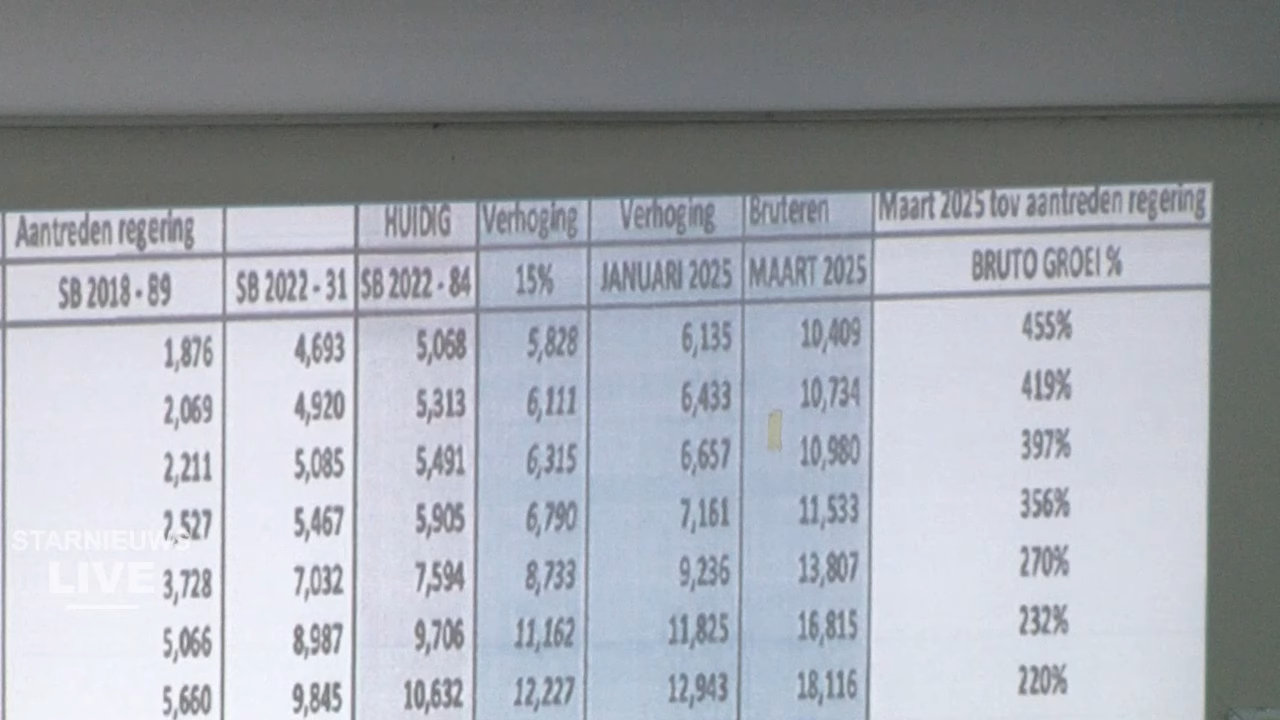 Aantreden regering HUIDIG Verhoging Verhoging Bruteren Maart 2025 tov aantreden regering
SB 2018 - 89 SB 2022 - 31 SB 2022 - 84 15% JANUARI 2025 MAART 2025 BRUTO GROEI %
1,876 4,693 5,068 5,828 6,135 10,409 455%
2,069 4,920 5,313 6,111 6,433 10,734 419%
2,211 5,085 5,491 6,315 6,657 10,980 397%
2,527 5,467 5,905 6,790 7,161 11,533 356%
3,728 7,032 7,594 8,733 9,236 13,807 270%
5,066 8,987 9,706 11,162 11,825 16,815 232%
5,660 9,845 10,632 12,227 12,943 18,116 220%
STARNIEUWS
LIVE